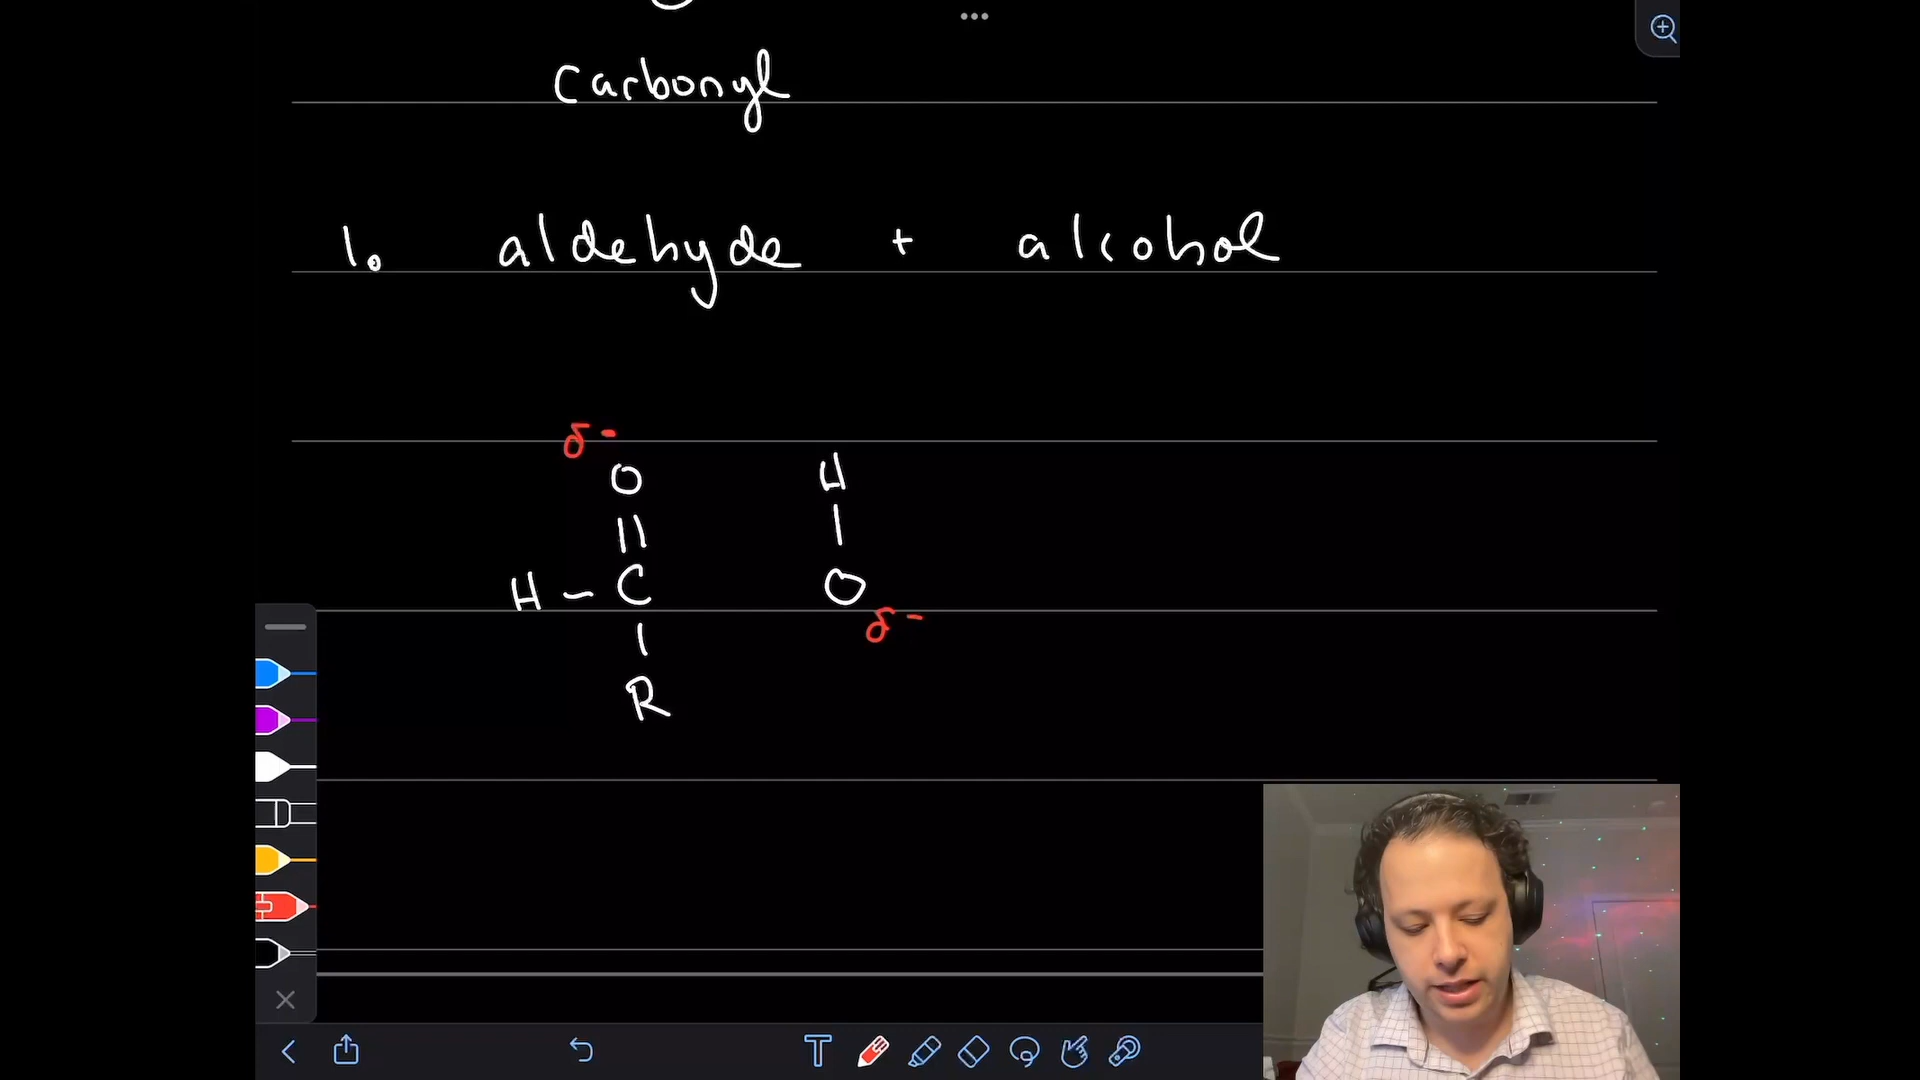 Carbonyl
1. aldehyde + alcohol
δ-
O H
|| |
H - C O
| δ-
R